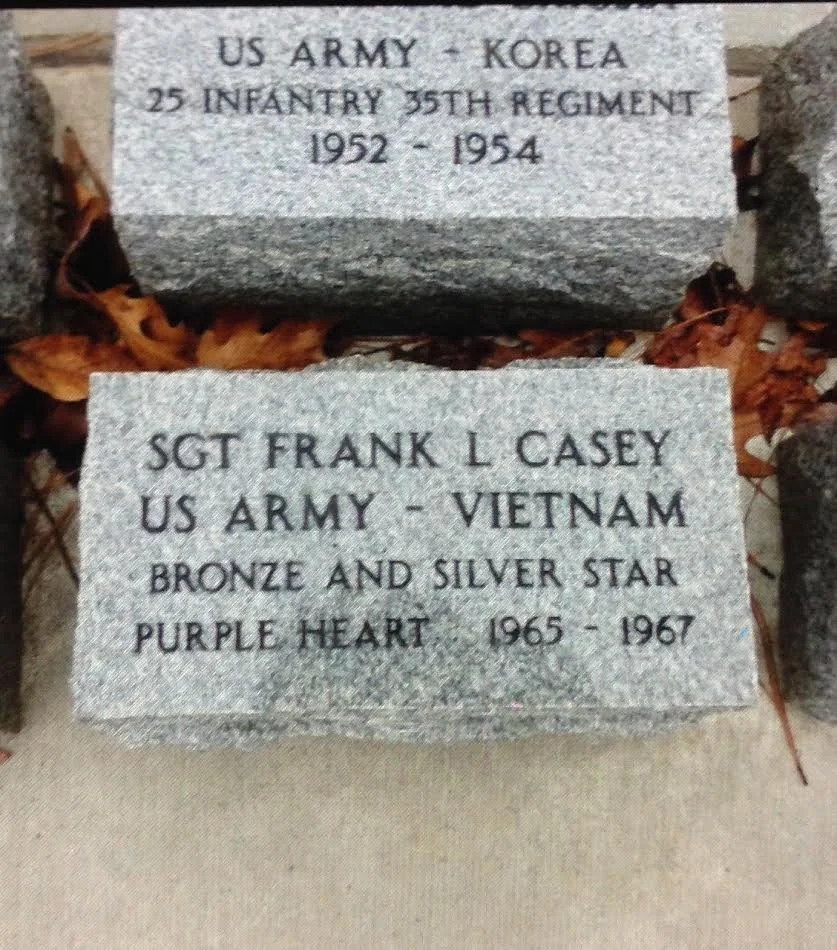 US ARMY - KOREA
25 INFANTRY 35TH REGIMENT
1952 - 1954
SGT FRANK L CASEY
US ARMY - VIETNAM
BRONZE AND SILVER STAR
PURPLE HEART 1965 - 1967